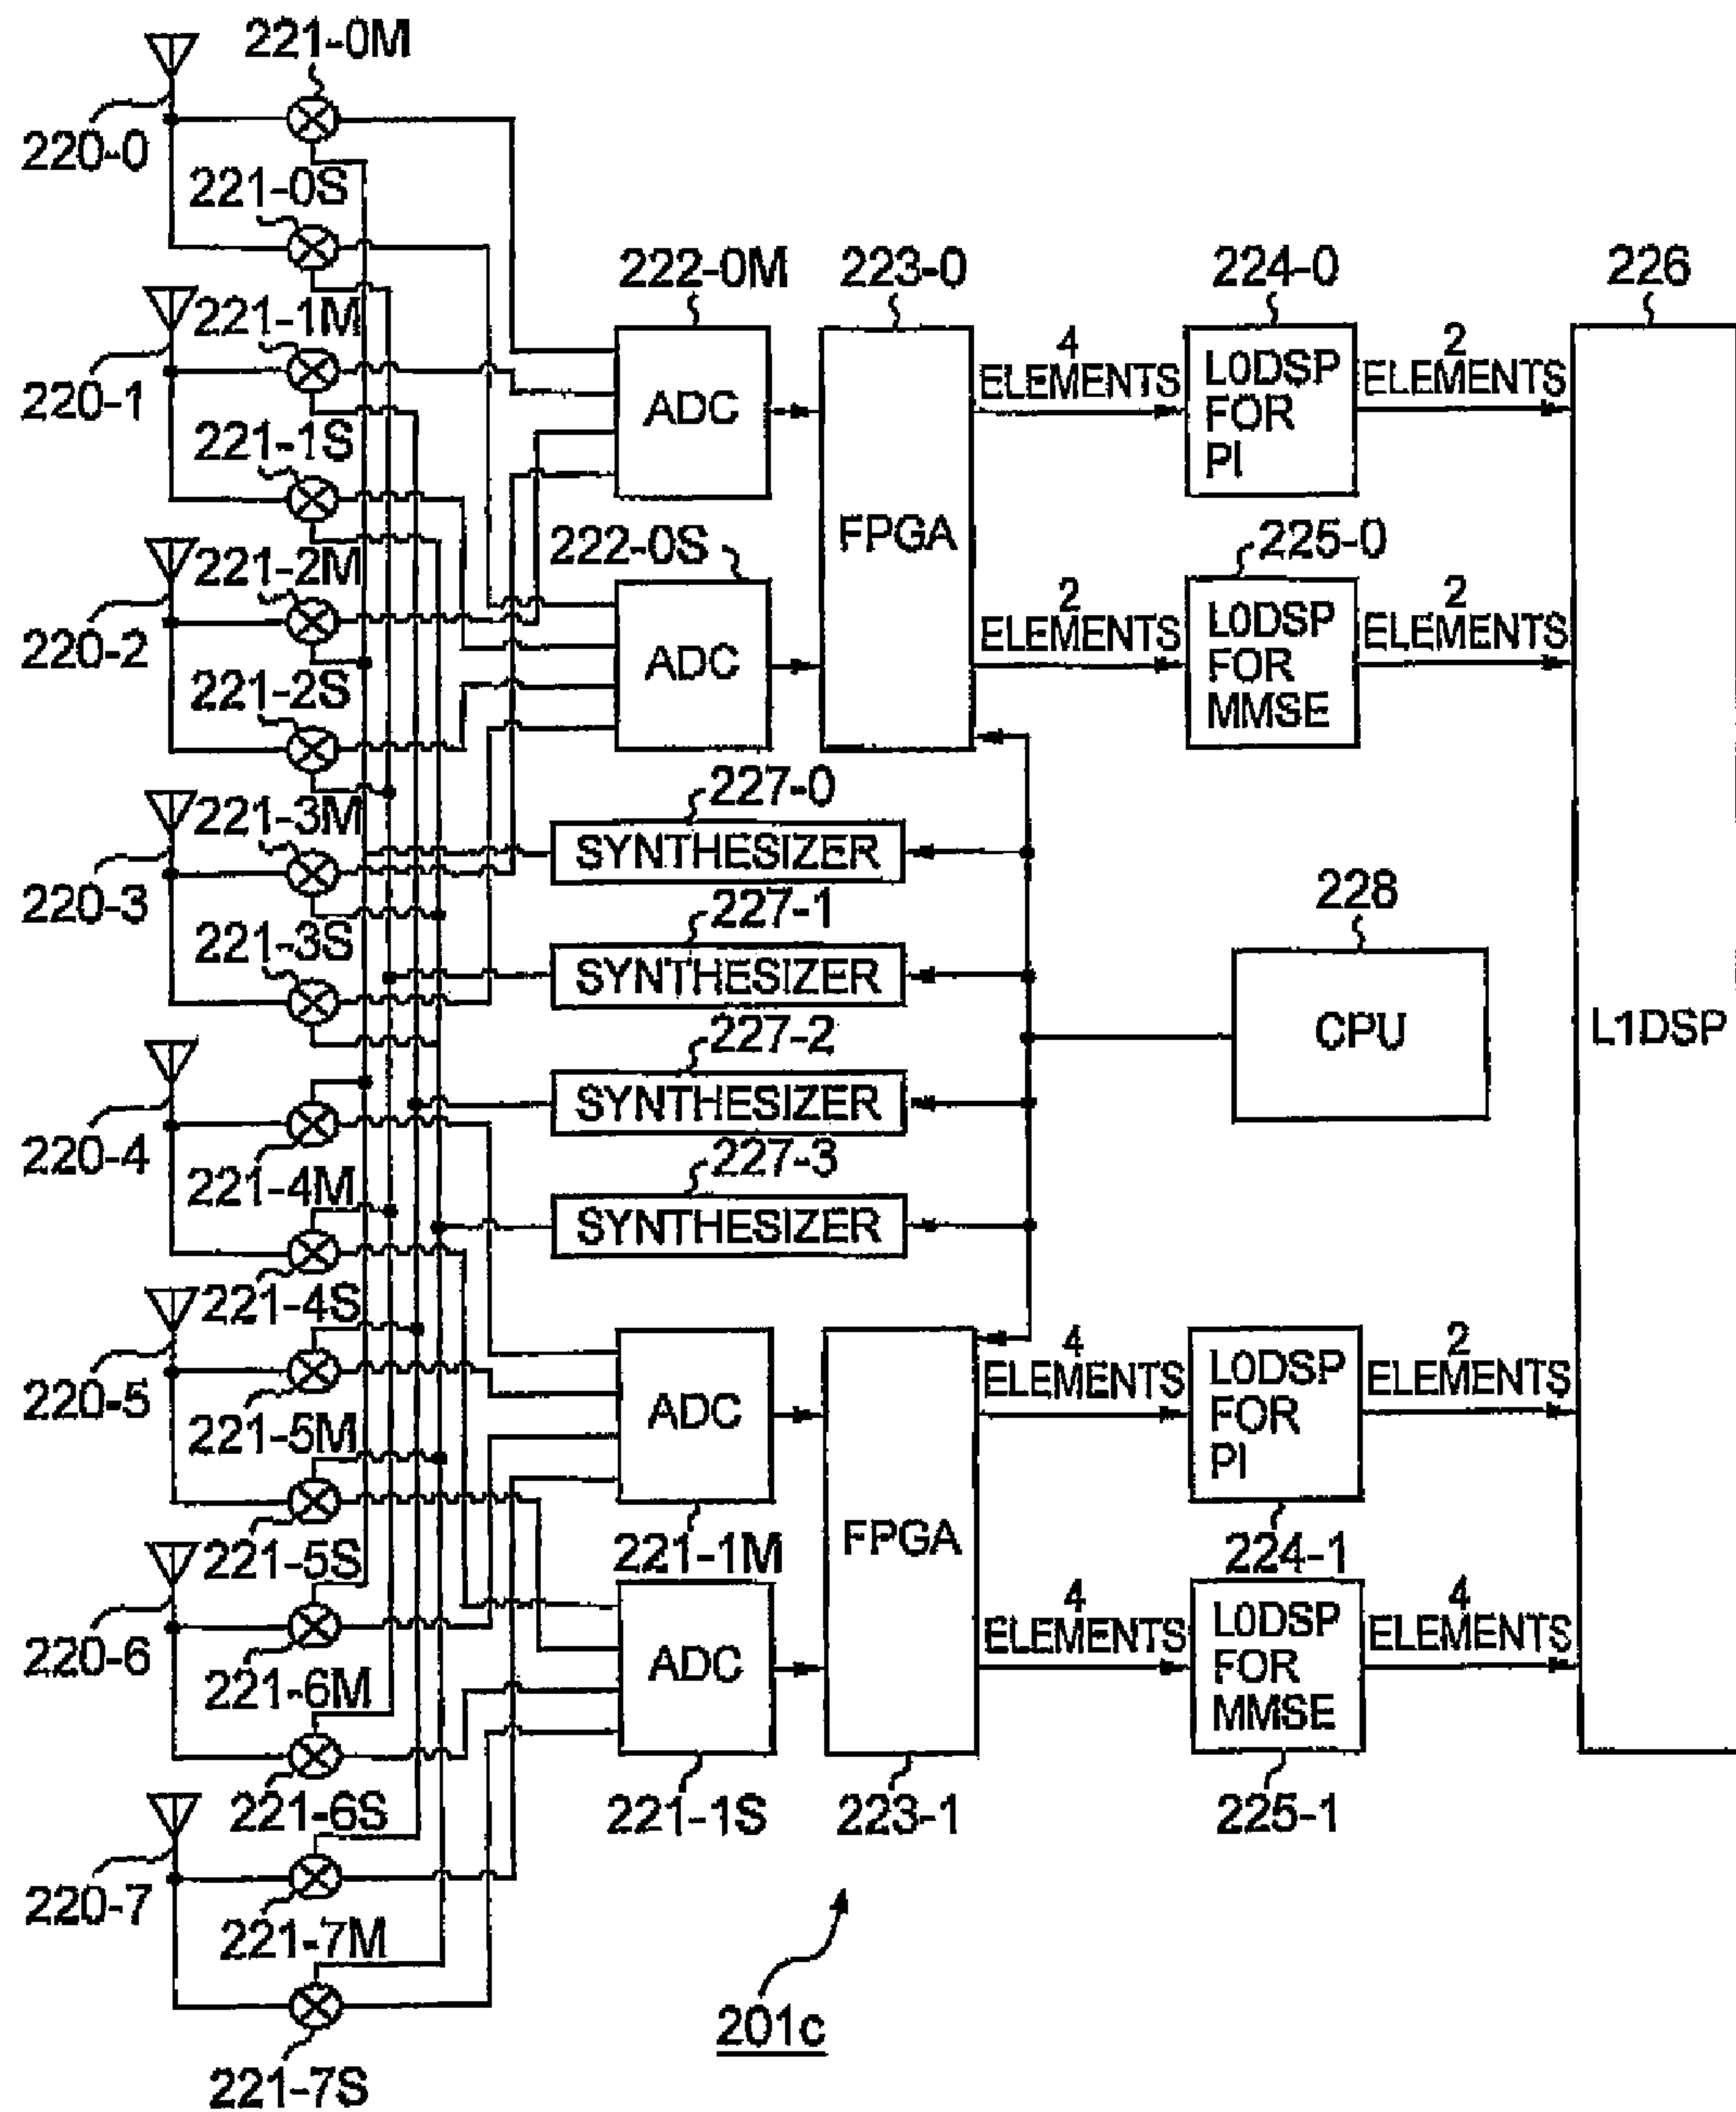 221-0M
220-0
221-0S
222-0M
223-0
224-0
226
221-1M
220-1
4
ELEMENTS
L0DSP
FOR
PI
2
ELEMENTS
ADC
221-1S
FPGA
222-0S
225-0
221-2M
220-2
2
ELEMENTS
L0DSP
FOR
MMSE
2
ELEMENTS
ADC
221-2S
227-0
221-3M
SYNTHESIZER
220-3
227-1
228
221-3S
SYNTHESIZER
CPU
L1DSP
227-2
SYNTHESIZER
220-4
227-3
221-4M
SYNTHESIZER
221-4S
4
ELEMENTS
L0DSP
FOR
PI
2
ELEMENTS
220-5
ADC
221-5M
221-1M
FPGA
224-1
221-5S
220-6
4
ELEMENTS
L0DSP
FOR
MMSE
4
ELEMENTS
ADC
221-6M
221-6S
221-1S
223-1
225-1
220-7
221-7M
201c
221-7S